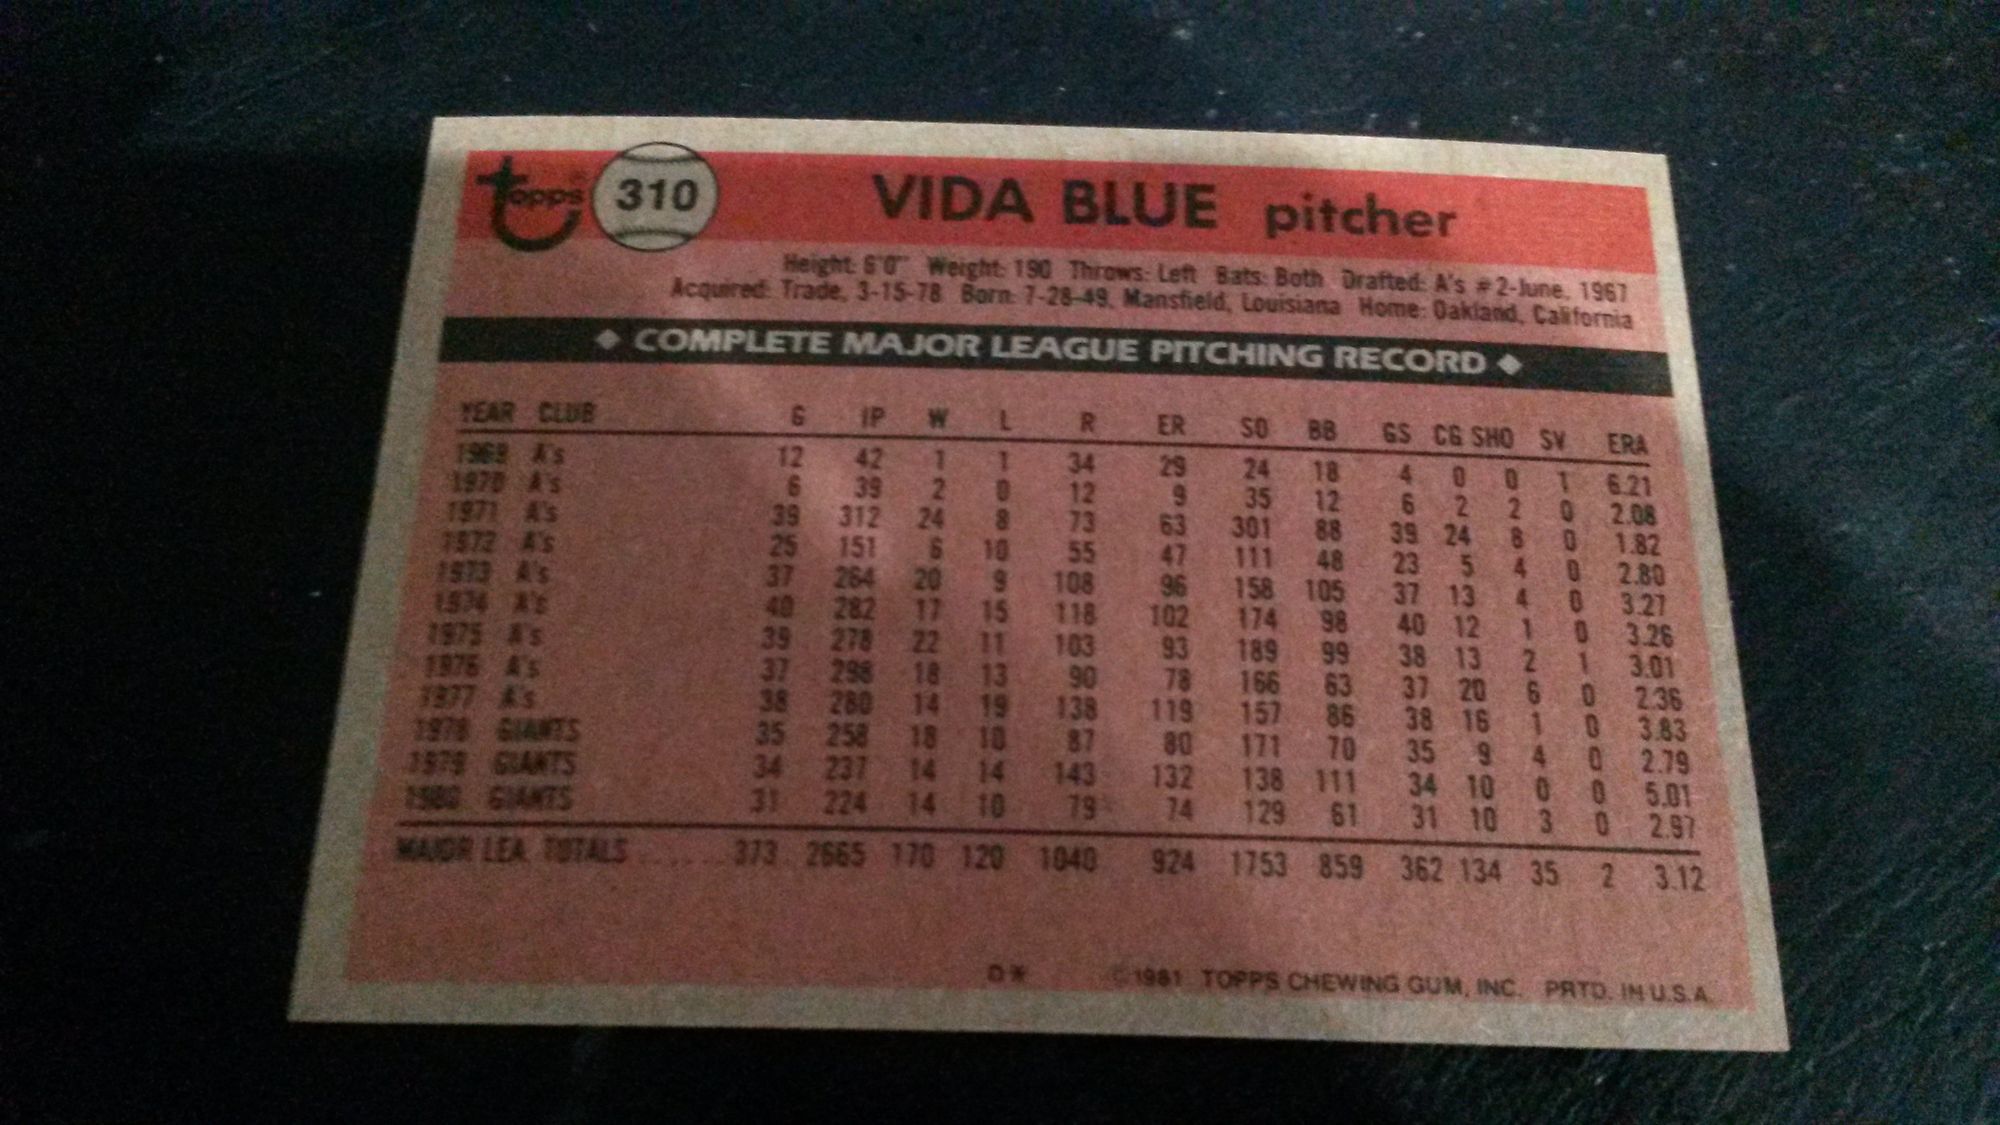 topps® 310 VIDA BLUE pitcher
Height: 6'0" Weight: 190 Throws: Left Bats: Both Drafted: A's #2-June, 1967
Acquired: Trade, 3-15-78 Born: 7-28-49, Mansfield, Louisiana Home: Oakland, California
◆ COMPLETE MAJOR LEAGUE PITCHING RECORD ◆
YEAR CLUB G IP W L R ER SO BB GS CG SHO SV ERA
1969 A's 12 42 1 1 34 29 24 18 4 0 0 1 6.21
1970 A's 6 39 2 0 12 9 35 12 6 2 2 0 2.08
1971 A's 39 312 24 8 73 63 301 88 39 24 8 0 1.82
1972 A's 25 151 6 10 55 47 111 48 23 5 4 0 2.80
1973 A's 37 264 20 9 108 96 158 105 37 13 4 0 3.27
1974 A's 40 282 17 15 118 102 174 98 40 12 1 0 3.26
1975 A's 39 278 22 11 103 93 189 99 38 13 2 1 3.01
1976 A's 37 298 18 13 90 78 166 63 37 20 6 0 2.36
1977 A's 38 280 14 19 138 119 157 86 38 16 1 0 3.83
1978 GIANTS 35 258 18 10 87 80 171 70 35 9 4 0 2.79
1979 GIANTS 34 237 14 14 143 132 138 111 34 10 0 0 5.01
1980 GIANTS 31 224 14 10 79 74 129 61 31 10 3 0 2.97
MAJOR LEA. TOTALS ...... 373 2665 170 120 1040 924 1753 859 362 134 35 2 3.12
D* © 1981 TOPPS CHEWING GUM, INC. PRTD. IN U.S.A.